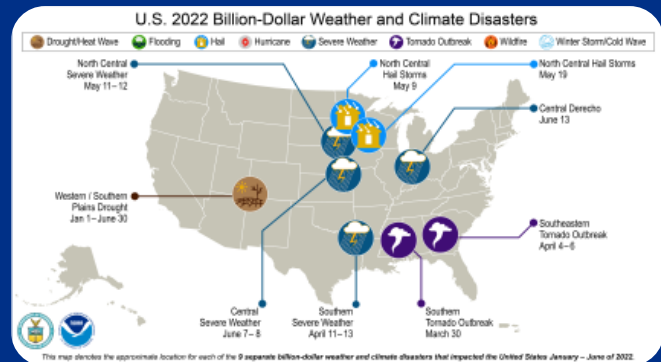 U.S. 2022 Billion-Dollar Weather and Climate Disasters
Drought/Heat Wave
Flooding
Hail
Hurricane
Severe Weather
Tornado Outbreak
Wildfire
Winter Storm/Cold Wave
North Central
Severe Weather
May 11–12
North Central
Hail Storms
May 9
North Central Hail Storms
May 19
Central Derecho
June 13
Western / Southern
Plains Drought
Jan 1–June 30
Southeastern
Tornado Outbreak
April 4–6
Central
Severe Weather
June 7–8
Southern
Severe Weather
April 11–13
Southern
Tornado Outbreak
March 30
This map denotes the approximate location for each of the 9 separate billion-dollar weather and climate disasters that impacted the United States January – June of 2022.